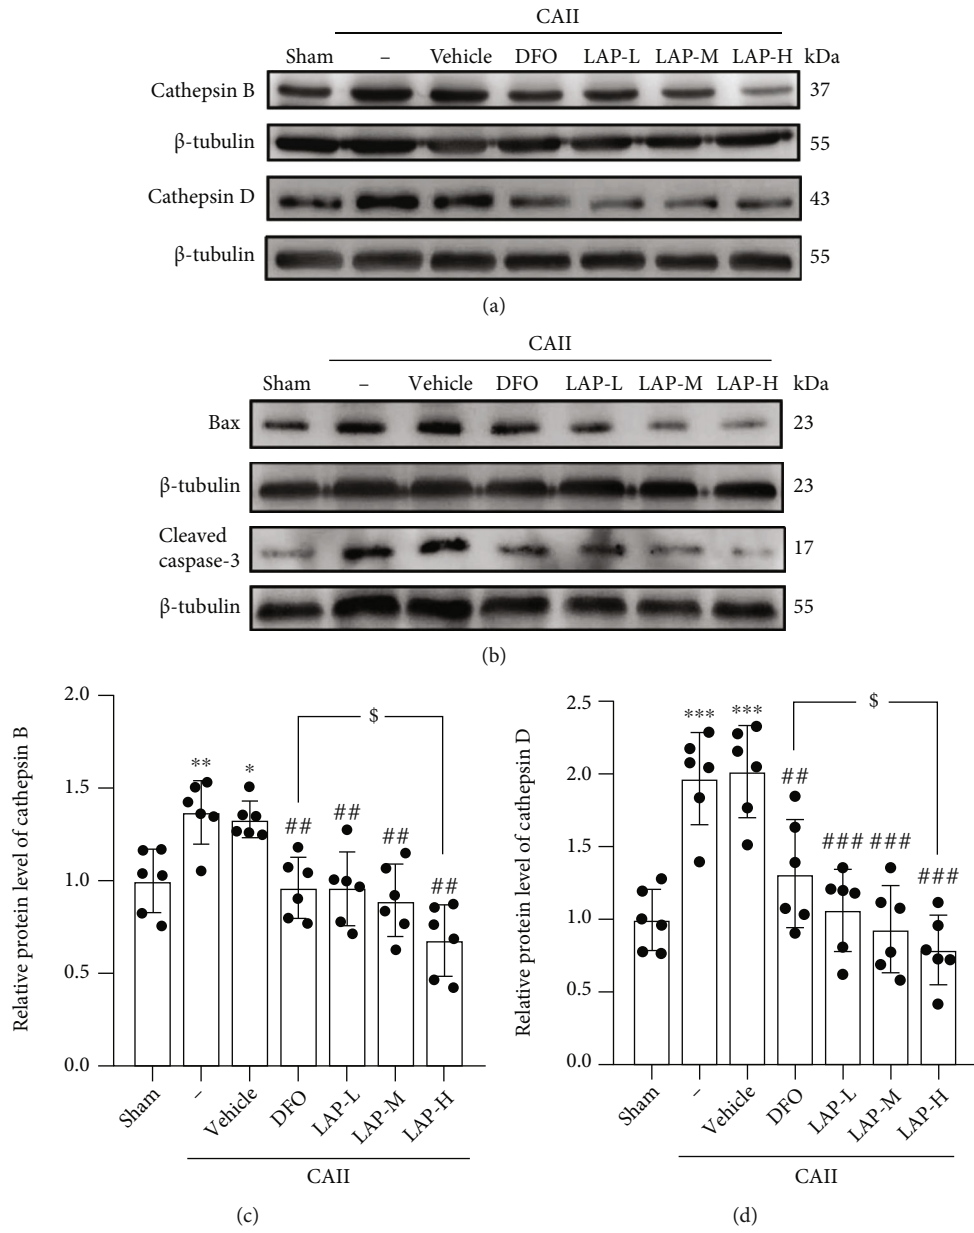 CAII
Sham – Vehicle DFO LAP-L LAP-M LAP-H kDa
Cathepsin B 37
β-tubulin 55
Cathepsin D 43
β-tubulin 55
(a)
CAII
Sham – Vehicle DFO LAP-L LAP-M LAP-H kDa
Bax 23
β-tubulin 23
Cleaved
caspase-3 17
β-tubulin 55
(b)
Relative protein level of cathepsin B
2.0
1.5
1.0
0.5
0.0
** * ## ## ## ## $
Sham – Vehicle DFO LAP-L LAP-M LAP-H
CAII
(c)
Relative protein level of cathepsin D
2.5
2.0
1.5
1.0
0.5
0.0
*** *** ## ### ### ### $
Sham – Vehicle DFO LAP-L LAP-M LAP-H
CAII
(d)